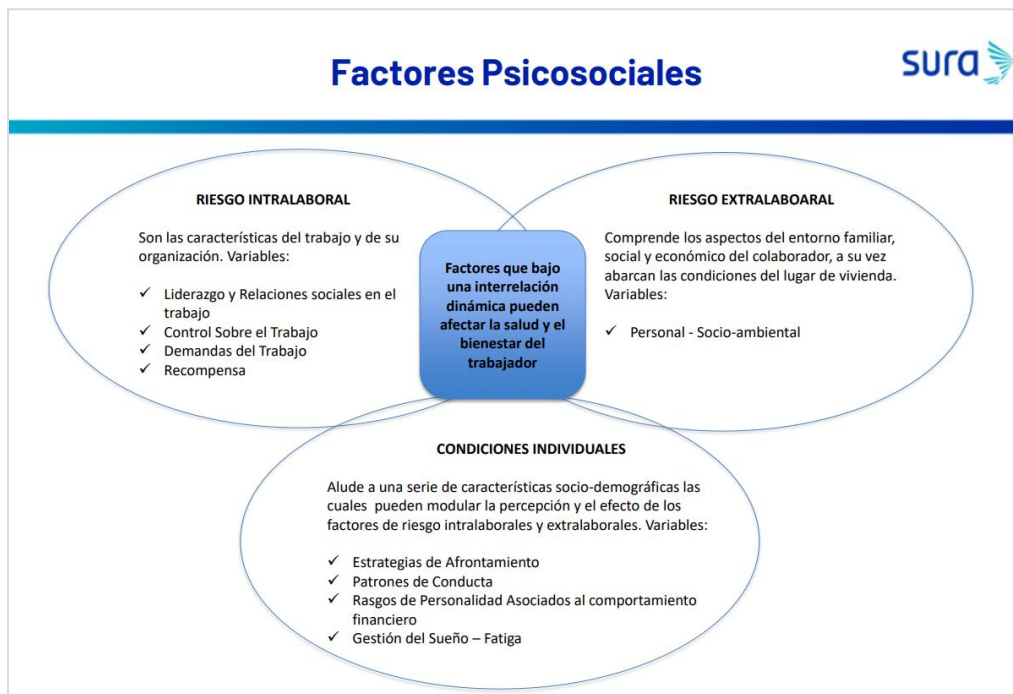 Factores Psicosociales
sura
RIESGO INTRALABORAL
Son las características del trabajo y de su
organización. Variables:
✓ Liderazgo y Relaciones sociales en el
trabajo
✓ Control Sobre el Trabajo
✓ Demandas del Trabajo
✓ Recompensa
Factores que bajo
una interrelación
dinámica pueden
afectar la salud y el
bienestar del
trabajador
RIESGO EXTRALABOARAL
Comprende los aspectos del entorno familiar,
social y económico del colaborador, a su vez
abarcan las condiciones del lugar de vivienda.
Variables:
✓ Personal - Socio-ambiental
CONDICIONES INDIVIDUALES
Alude a una serie de características socio-demográficas las
cuales pueden modular la percepción y el efecto de los
factores de riesgo intralaborales y extralaborales. Variables:
✓ Estrategias de Afrontamiento
✓ Patrones de Conducta
✓ Rasgos de Personalidad Asociados al comportamiento
financiero
✓ Gestión del Sueño – Fatiga